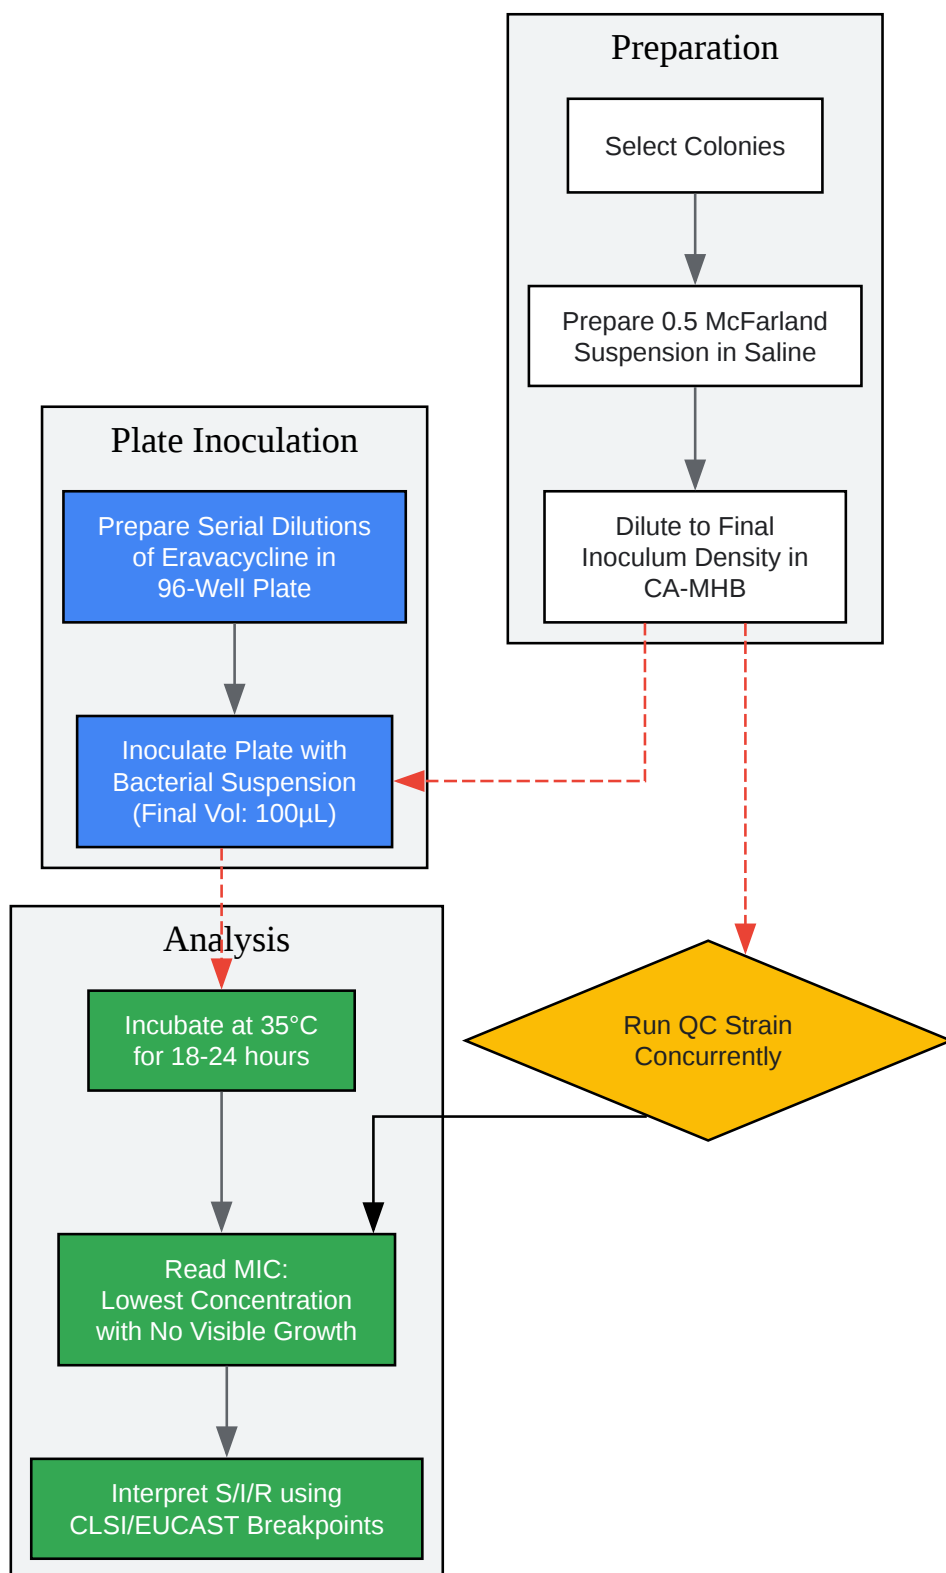 Preparation
Select Colonies
Prepare 0.5 McFarland
Suspension in Saline
Dilute to Final
Inoculum Density in
CA-MHB
Plate Inoculation
Prepare Serial Dilutions
of Eravacycline in
96-Well Plate
Inoculate Plate with
Bacterial Suspension
(Final Vol: 100µL)
Analysis
Incubate at 35°C
for 18-24 hours
Run QC Strain
Concurrently
Read MIC:
Lowest Concentration
with No Visible Growth
Interpret S/I/R using
CLSI/EUCAST Breakpoints